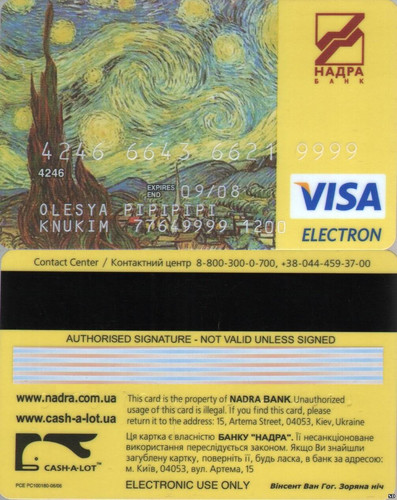 НАДРА
БАНК
4246 6643 6621 9999
4246
EXPIRES
END
09/08
OLESYA PIPIPIPI
KNUKIM 77649999 1200
VISA
ELECTRON
Contact Center / Контактний центр 8-800-300-0-700, +38-044-459-37-00
AUTHORISED SIGNATURE - NOT VALID UNLESS SIGNED
www.nadra.com.ua
www.cash-a-lot.ua
CASH-A-LOT™
This card is the property of NADRA BANK. Unauthorized
usage of this card is illegal. If you find this card, please
return it to the address: 15, Artema Street, 04053, Kiev, Ukraine
Ця картка є власністю БАНКУ "НАДРА". Її несанкціоноване
використання переслідується законом. Якщо Ви знайшли
загублену картку, поверніть її, будь ласка, в банк за адресою:
м. Київ, 04053, вул. Артема, 15
ELECTRONIC USE ONLY
Вінсент Ван Гог. Зоряна ніч